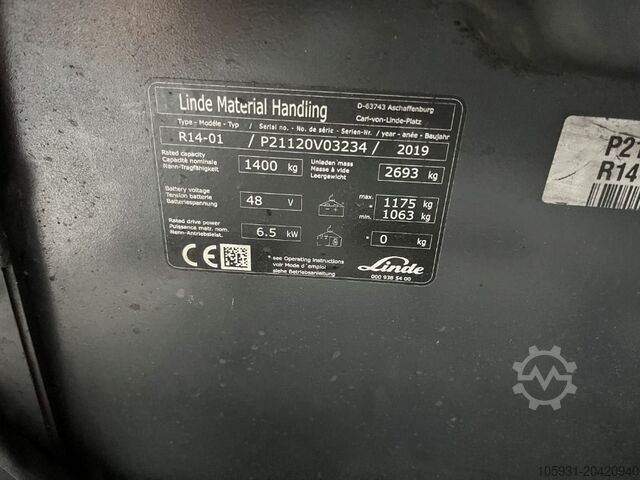 Linde Material Handling
D-63743 Aschaffenburg
Carl-von-Linde-Platz
Type - Modéle - Typ / Serial no. - No. de série - Serien-Nr. / year - anée - Baujahr
R14-01 / P21120V03234 / 2019
Rated capacity
Capacité nominale
Nenn-Tragfähigkeit
1400 kg
Unladen mass
Masse à vide
Leergewicht
2693 kg
Battery voltage
Tension batterie
Batteriespannung
48 V
max. 1175 kg
* =
min. 1063 kg
Rated drive power
Puissance motr. nom.
Nenn-Antriebsleist.
6.5 kW
* 0 kg
CE
* see Operating Instructions
voir Mode d'emploi
siehe Betriebsanleitung
Linde
000 938 54 00
P21
R14
105931-20420940